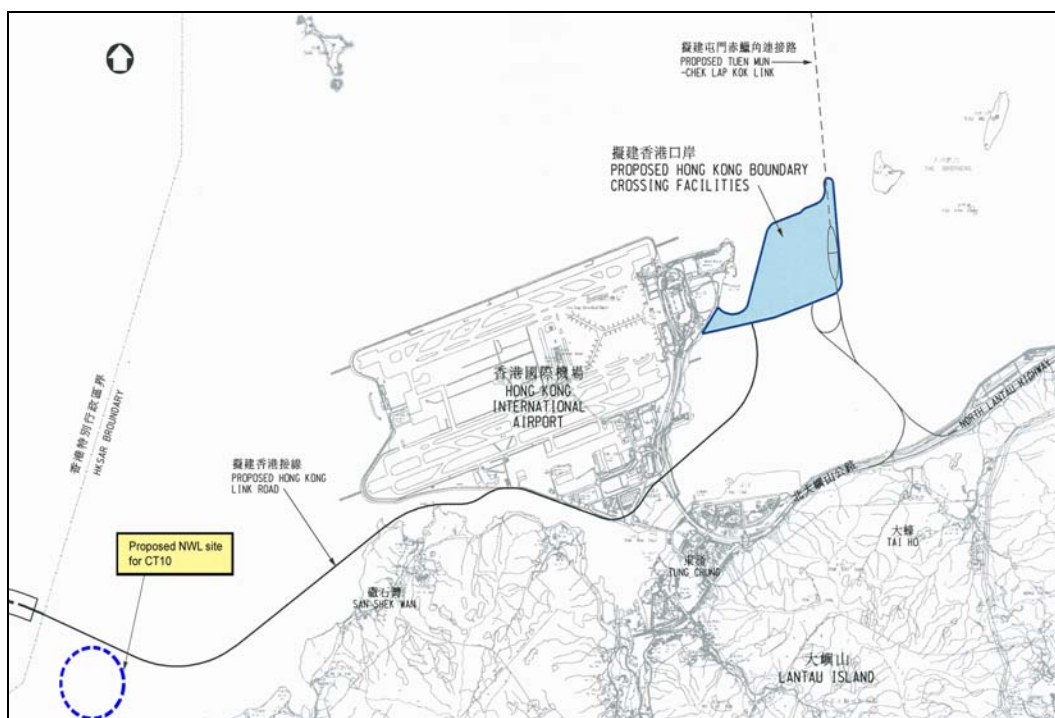 擬建屯門赤鱲角連接路
PROPOSED TUEN MUN
-CHEK LAP KOK LINK
擬建香港口岸
PROPOSED HONG KONG BOUNDARY
CROSSING FACILITIES
THE BROTHERS
香港國際機場
HONG KONG
INTERNATIONAL
AIRPORT
香港特別行政區界
HKSAR BROUNDARY
擬建香港接線
PROPOSED HONG KONG
LINK ROAD
NORTH LANTAU HIGHWAY
北大嶼山公路
大蠔
TAI HO
東涌
TUNG CHUNG
Proposed NWL site
for CT10
䃟石灣
SAN SHEK WAN
大嶼山
LANTAU ISLAND